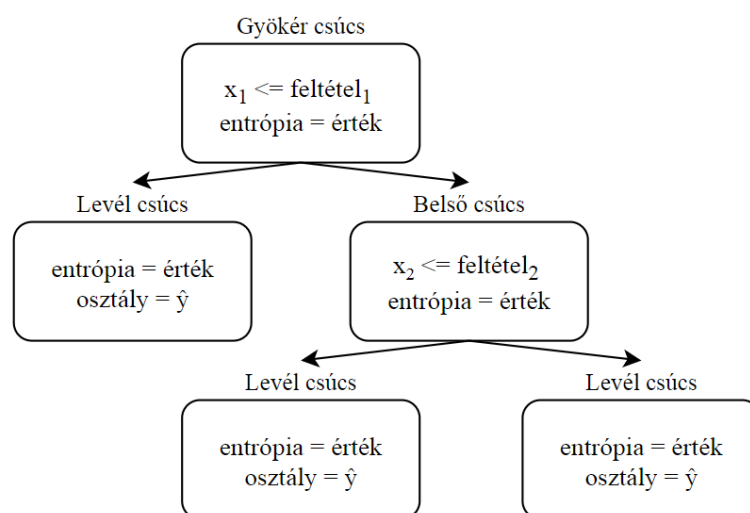 Gyökér csúcs
x₁ <= feltétel₁
entrópia = érték
Levél csúcs
entrópia = érték
osztály = ŷ
Belső csúcs
x₂ <= feltétel₂
entrópia = érték
Levél csúcs
entrópia = érték
osztály = ŷ
Levél csúcs
entrópia = érték
osztály = ŷ